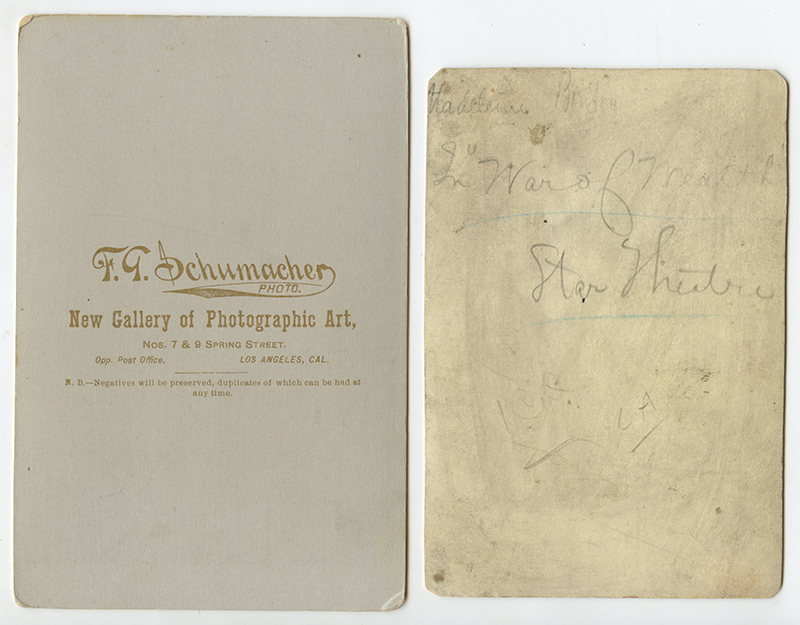 F. G. Schumacher
PHOTO.
New Gallery of Photographic Art,
Nos. 7 & 9 Spring Street.
Opp. Post Office. LOS ANGELES, CAL.
N. B.—Negatives will be preserved, duplicates of which can be had at
any time.
Madeleine
In "War of Wealth"
Star Theatre